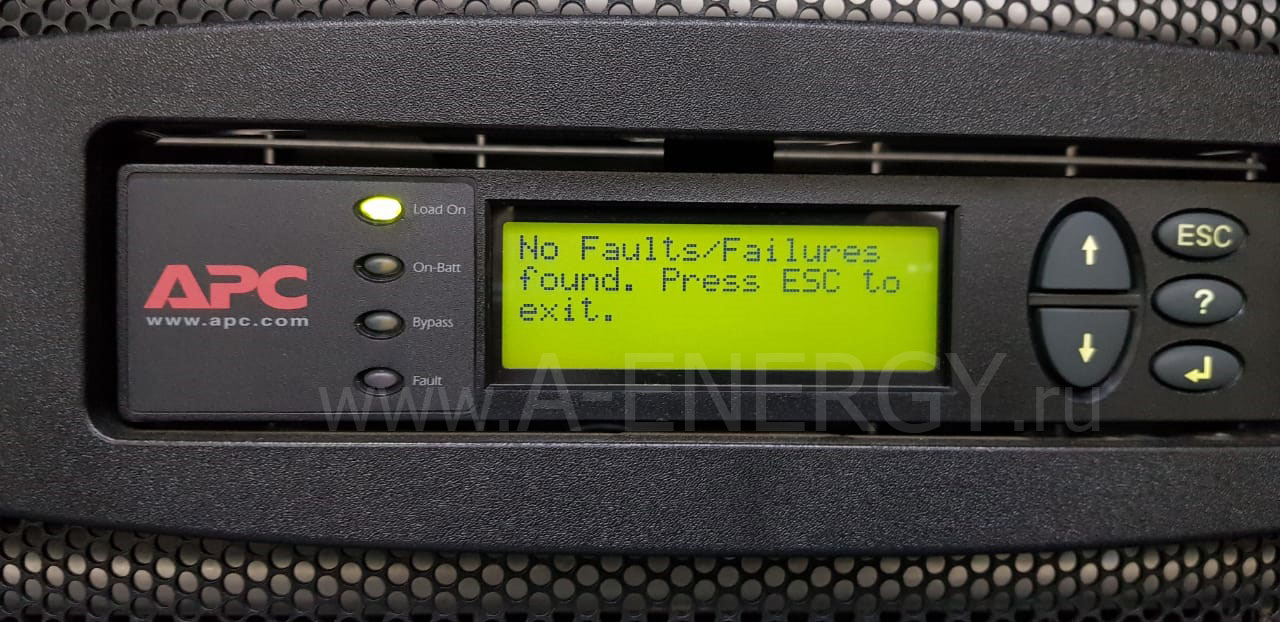 APC
www.apc.com
Load On
On-Batt
Bypass
Fault
No Faults/Failures
found. Press ESC to
exit.
ESC
?
www.A-ENERGY.ru